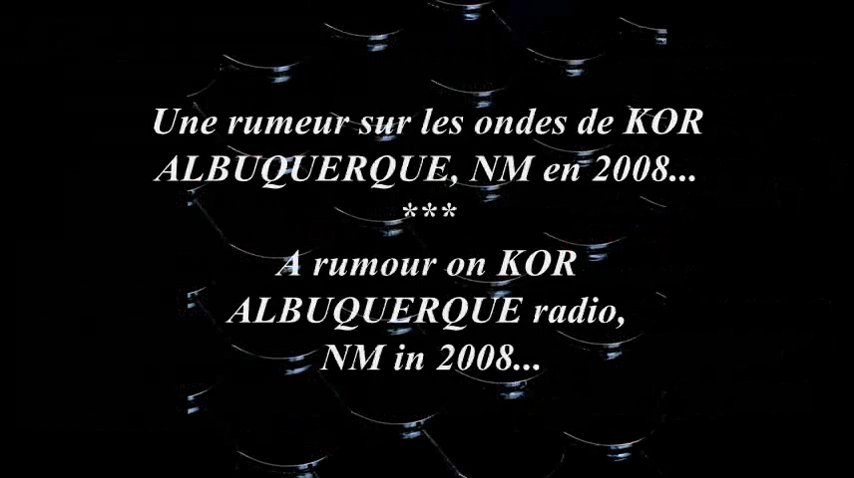 Une rumeur sur les ondes de KOR
ALBUQUERQUE, NM en 2008...
***
A rumour on KOR
ALBUQUERQUE radio,
NM in 2008...